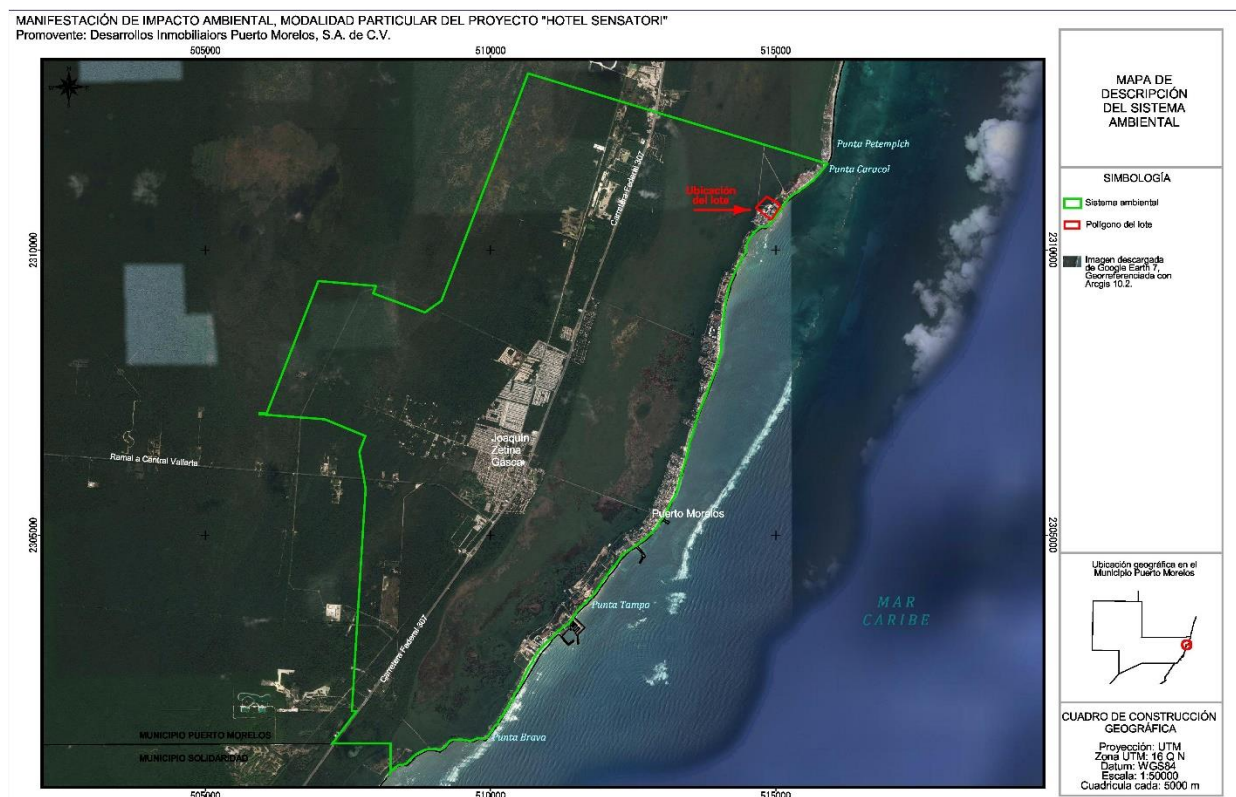 MANIFESTACIÓN DE IMPACTO AMBIENTAL, MODALIDAD PARTICULAR DEL PROYECTO "HOTEL SENSATORI"
Promovente: Desarrollos Inmobiliaiors Puerto Morelos, S.A. de C.V.
505000
510000
515000
MAPA DE
DESCRIPCIÓN
DEL SISTEMA
AMBIENTAL
SIMBOLOGÍA
Sistema ambiental
Polígono del lote
Imagen descargada
de Google Earth 7,
Georreferenciada con
Arcgis 10.2.
Punta Petemplch
Punta Caracol
Ubicación
del lote
Carretera Federal 307
2310000
2310000
Joaquín
Zetina
Gasca
Ramal a Central Vallarta
Puerto Morelos
2305000
2305000
Punta Tampa
MAR
CARIBE
Carretera Federal 307
Punta Brava
MUNICIPIO PUERTO MORELOS
MUNICIPIO SOLIDARIDAD
505000
510000
515000
Ubicación geográfica en el
Municipio Puerto Morelos
CUADRO DE CONSTRUCCIÓN
GEOGRÁFICA
Proyección: UTM
Zona UTM: 16 Q N
Datum: WGS84
Escala: 1:50000
Cuadrícula cada: 5000 m